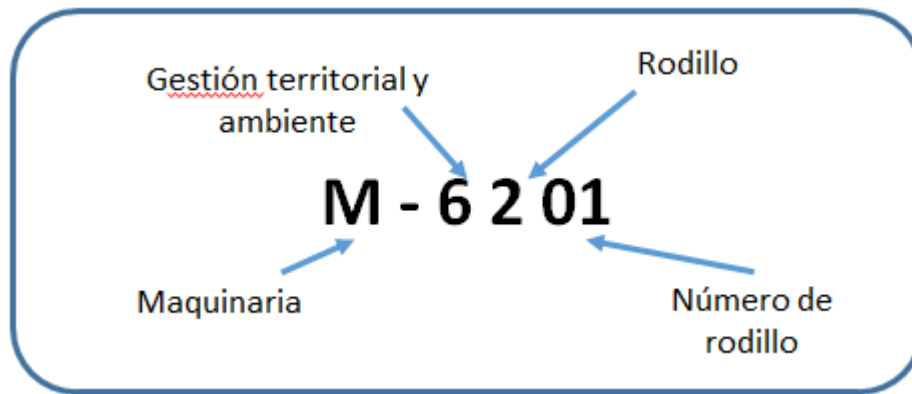 Gestión territorial y
ambiente
Rodillo
M - 6 2 01
Maquinaria
Número de
rodillo